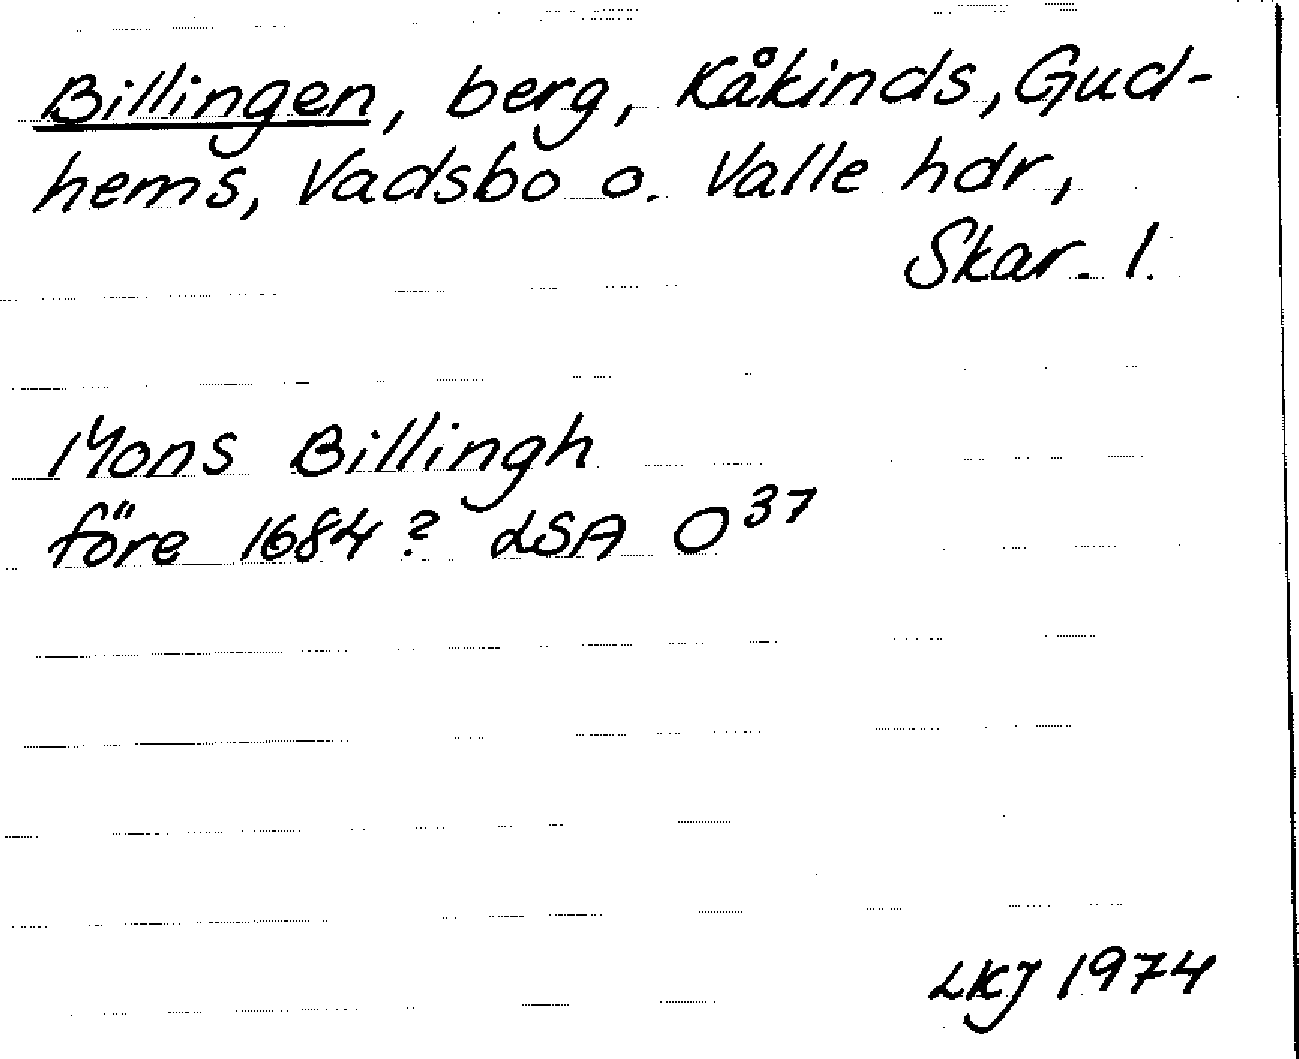 Billingen, berg, Kåkinds, Gud-
hems, Vadsbo o. Valle hdr,
Skar. l.
Mons Billingh
före 1684? LSA O³⁷
LKJ 1974